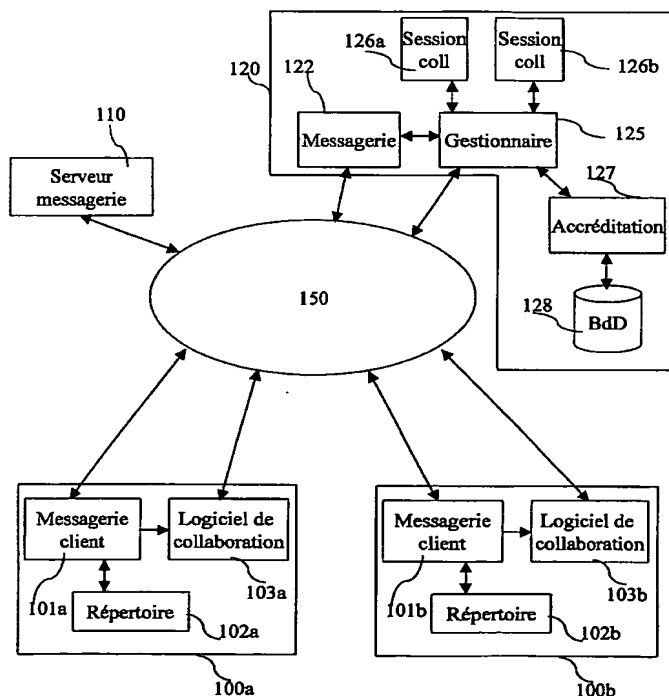 126a
Session
coll
Session
coll
126b
120
122
110
Messagerie
Gestionnaire
125
Serveur
messagerie
127
Accréditation
150
128
BdD
Messagerie
client
Logiciel de
collaboration
Messagerie
client
Logiciel de
collaboration
101a
Répertoire
103a
102a
101b
Répertoire
103b
102b
100a
100b